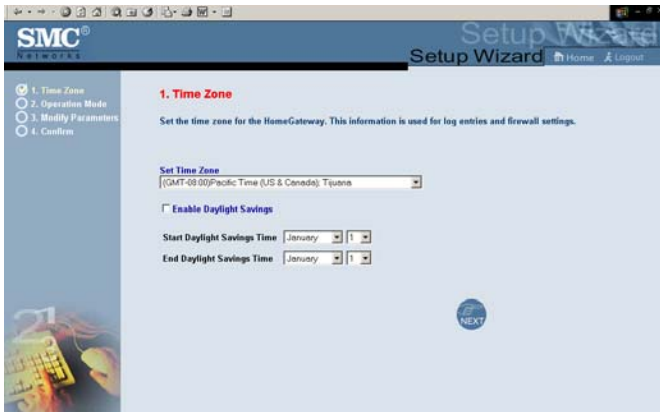 SMC®
Networks
Setup Wizard
Setup Wizard
Home
Logout
1. Time Zone
2. Operation Mode
3. Modify Parameters
4. Confirm
1. Time Zone
Set the time zone for the HomeGateway. This information is used for log entries and firewall settings.
Set Time Zone
(GMT-08:00)Pacific Time (US & Canada); Tijuana
Enable Daylight Savings
Start Daylight Savings Time January 1
End Daylight Savings Time January 1
NEXT